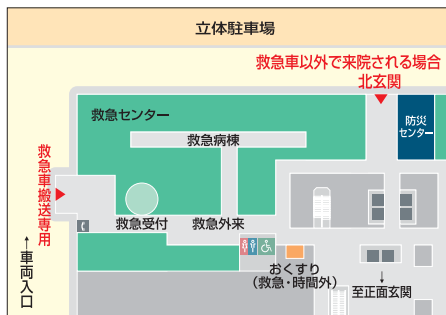 立体駐車場
救急車以外で来院される場合
北玄関
救急センター
防災
センター
救急病棟
救急車搬送専用
救急受付
救急外来
↑車両入口
おくすり
（救急・時間外）
↓
至正面玄関